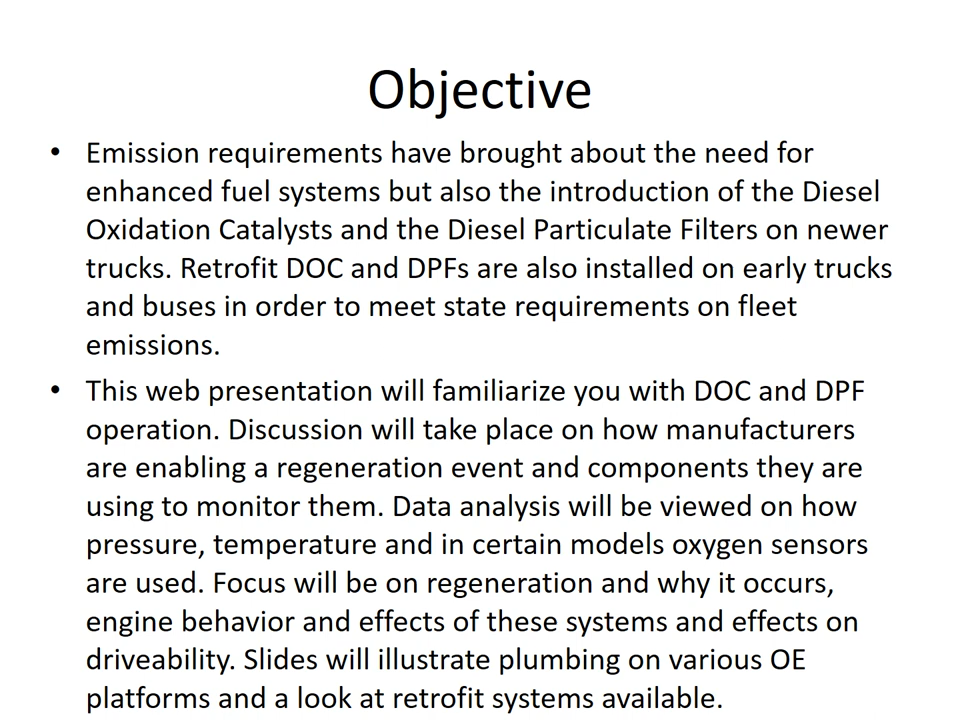 Objective
• Emission requirements have brought about the need for
enhanced fuel systems but also the introduction of the Diesel
Oxidation Catalysts and the Diesel Particulate Filters on newer
trucks. Retrofit DOC and DPFs are also installed on early trucks
and buses in order to meet state requirements on fleet
emissions.
• This web presentation will familiarize you with DOC and DPF
operation. Discussion will take place on how manufacturers
are enabling a regeneration event and components they are
using to monitor them. Data analysis will be viewed on how
pressure, temperature and in certain models oxygen sensors
are used. Focus will be on regeneration and why it occurs,
engine behavior and effects of these systems and effects on
driveability. Slides will illustrate plumbing on various OE
platforms and a look at retrofit systems available.